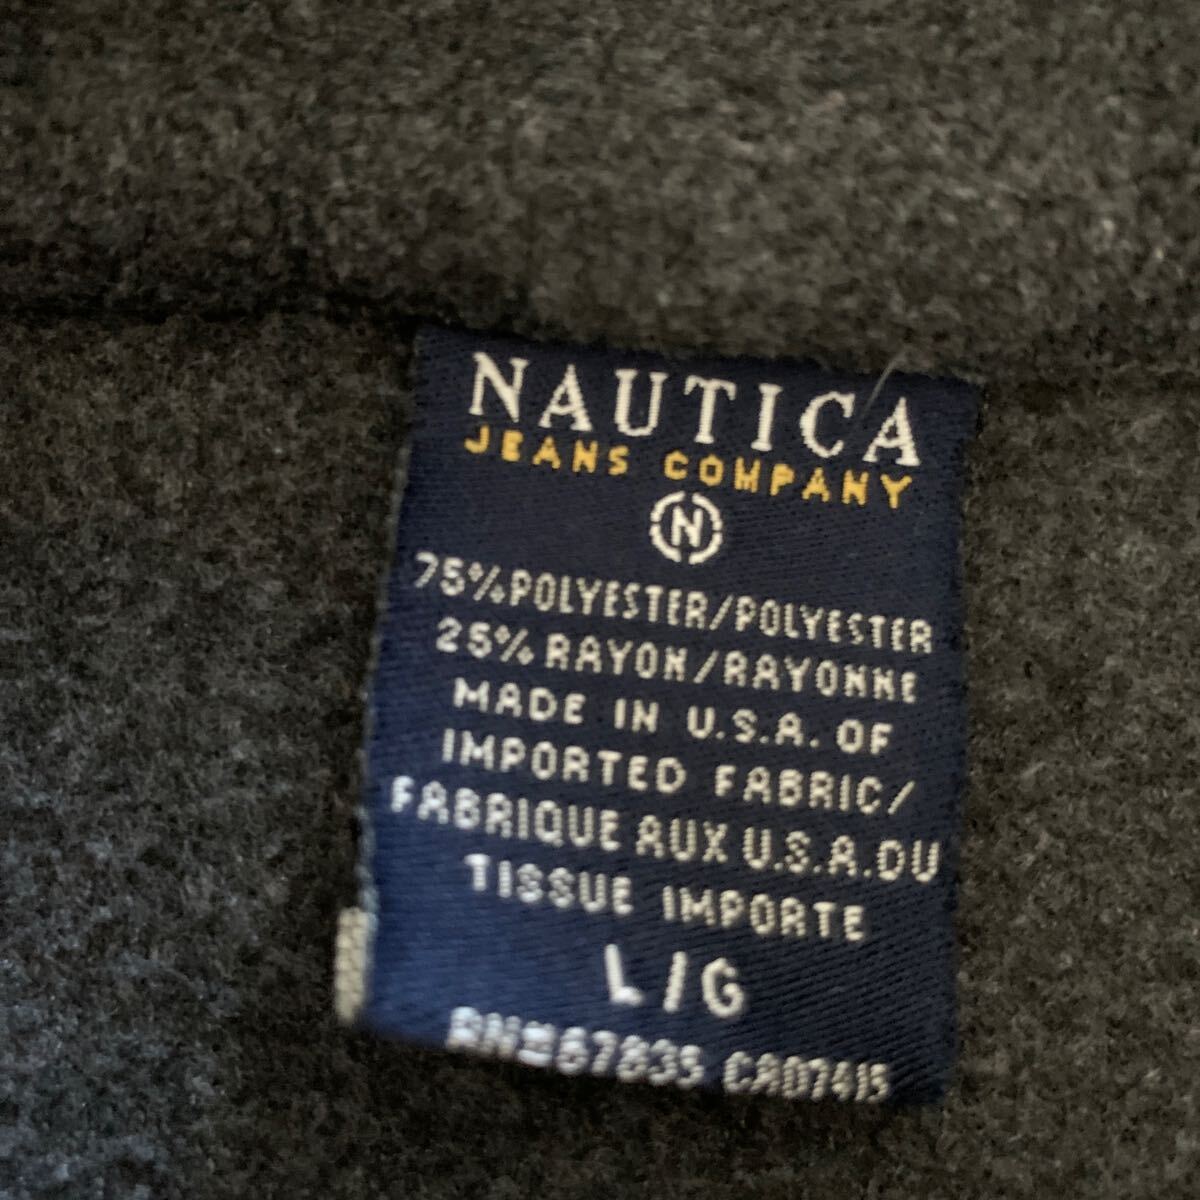 NAUTICA
JEANS COMPANY
N
75% POLYESTER/POLYESTER
25% RAYON/RAYONNE
MADE IN U.S.A. OF
IMPORTED FABRIC/
FABRIQUE AUX U.S.A. DU
TISSUE IMPORTE
L/G
RN#67835 CA07415